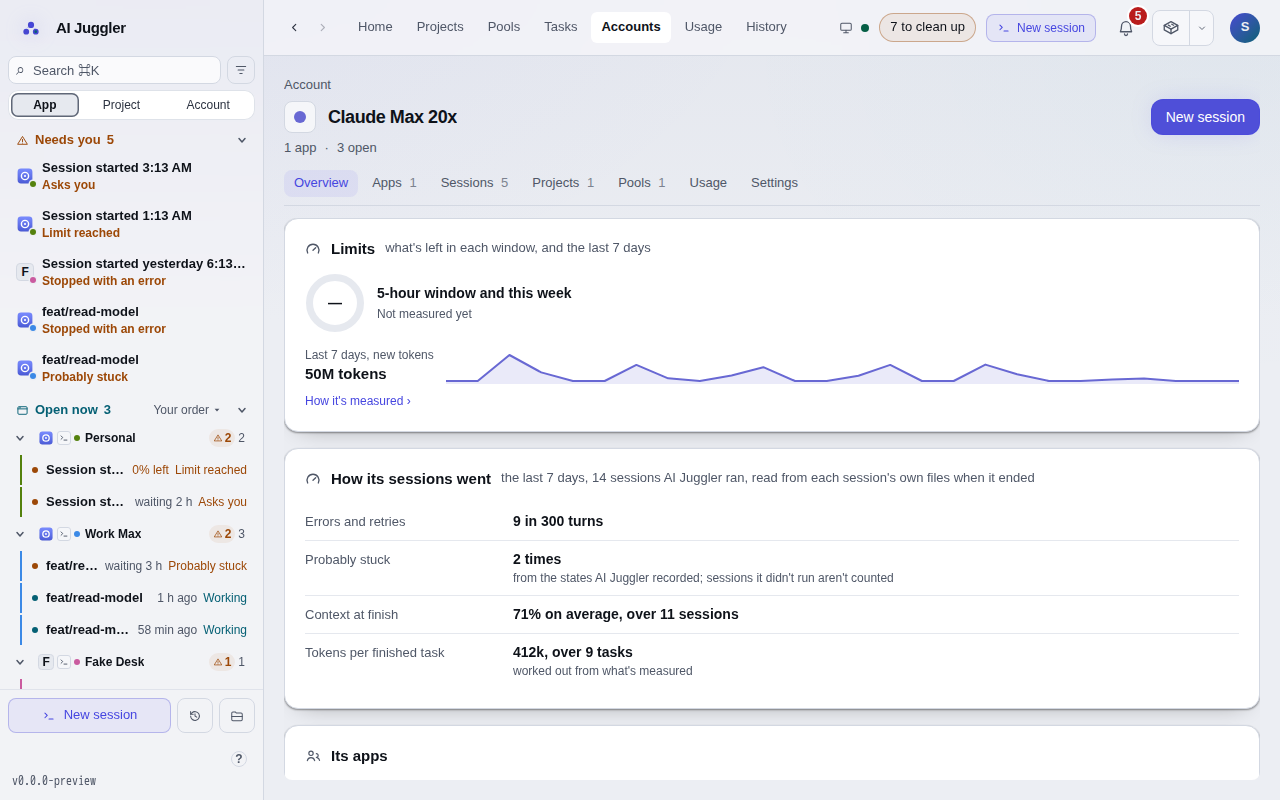 AI Juggler
Search ⌘K
App Project Account
Needs you 5
Session started 3:13 AM
Asks you
Session started 1:13 AM
Limit reached
F
Session started yesterday 6:13…
Stopped with an error
feat/read-model
Stopped with an error
feat/read-model
Probably stuck
Open now 3 Your order
Personal 2 2
Session st… 0% left Limit reached
Session st… waiting 2 h Asks you
Work Max 2 3
feat/re… waiting 3 h Probably stuck
feat/read-model 1 h ago Working
feat/read-m… 58 min ago Working
F Fake Desk 1 1
New session
?
v0.0.0-preview
Home Projects Pools Tasks Accounts Usage History
7 to clean up
New session
5
S
Account
Claude Max 20x
New session
1 app · 3 open
Overview Apps 1 Sessions 5 Projects 1 Pools 1 Usage Settings
Limits what's left in each window, and the last 7 days
—
5-hour window and this week
Not measured yet
Last 7 days, new tokens
50M tokens
How it's measured ›
How its sessions went the last 7 days, 14 sessions AI Juggler ran, read from each session's own files when it ended
Errors and retries 9 in 300 turns
Probably stuck 2 times
from the states AI Juggler recorded; sessions it didn't run aren't counted
Context at finish 71% on average, over 11 sessions
Tokens per finished task 412k, over 9 tasks
worked out from what's measured
Its apps